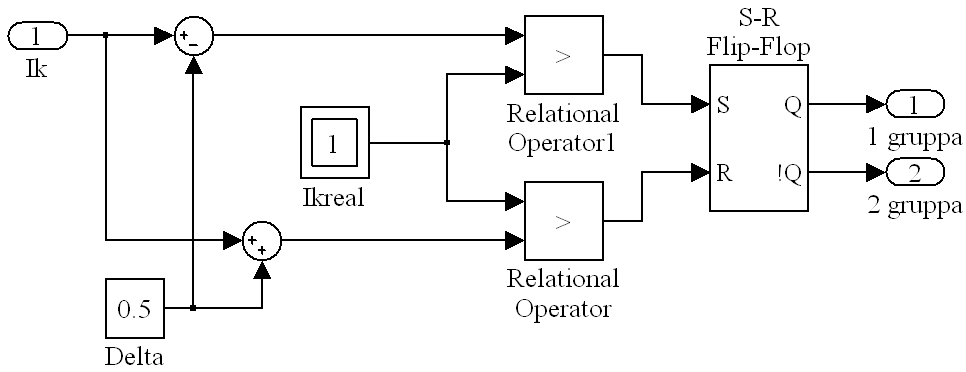 1
Ik
+
−
>
Relational
Operator1
S-R
Flip-Flop
S
Q
R
!Q
1
1 gruppa
2
2 gruppa
1
Ikreal
+
+
>
Relational
Operator
0.5
Delta